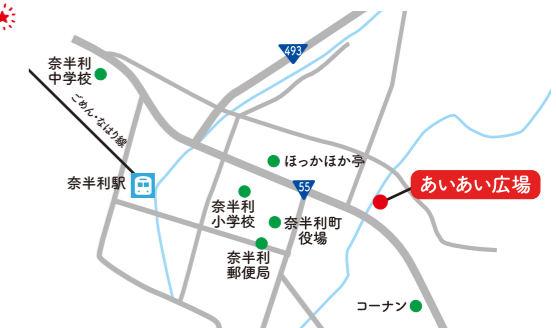 493
奈半利
中学校
ごめん・なはり線
ほっかほか亭
奈半利駅
55
あいあい広場
奈半利
小学校
奈半利町
役場
奈半利
郵便局
コーナン